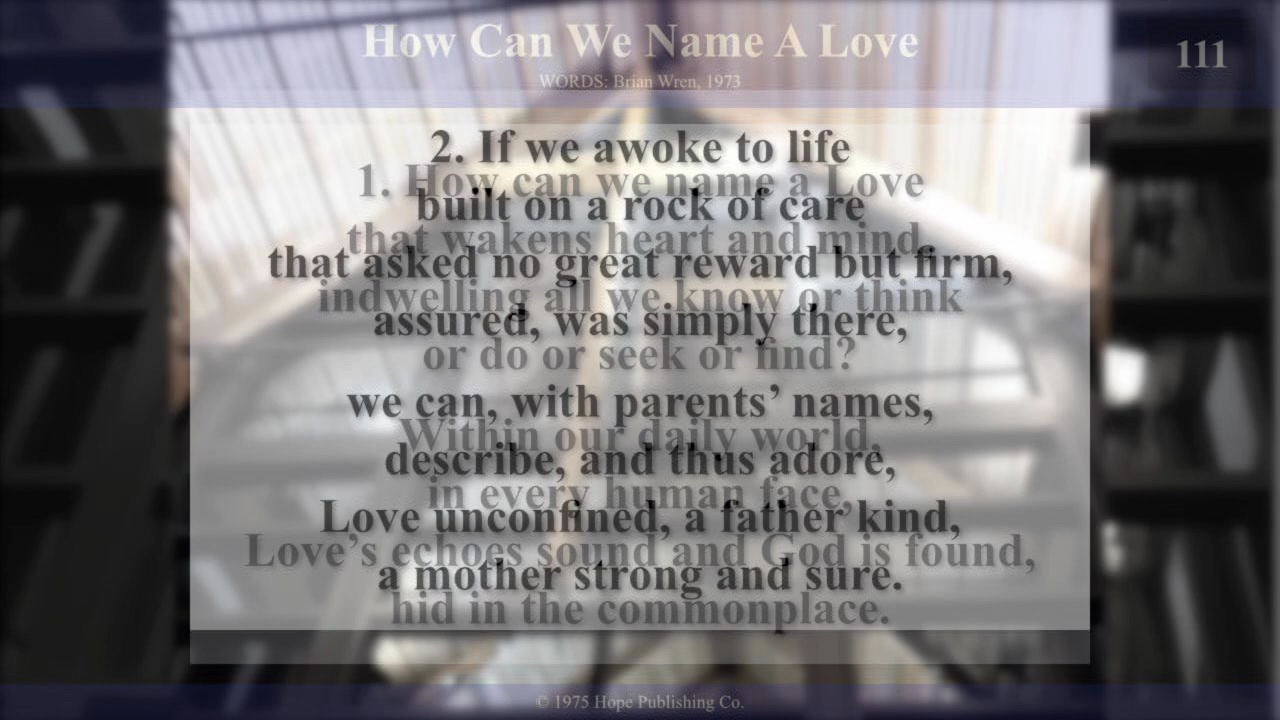 How Can We Name A Love
111
WORDS: Brian Wren, 1973
2. If we awoke to life
1. How can we name a Love
built on a rock of care
that wakens heart and mind,
that asked no great reward but firm,
indwelling all we know or think
assured, was simply there,
or do or seek or find?
we can, with parents’ names,
Within our daily world,
describe, and thus adore,
in every human face,
Love unconfined, a father kind,
Love’s echoes sound and God is found,
a mother strong and sure.
hid in the commonplace.
© 1975 Hope Publishing Co.